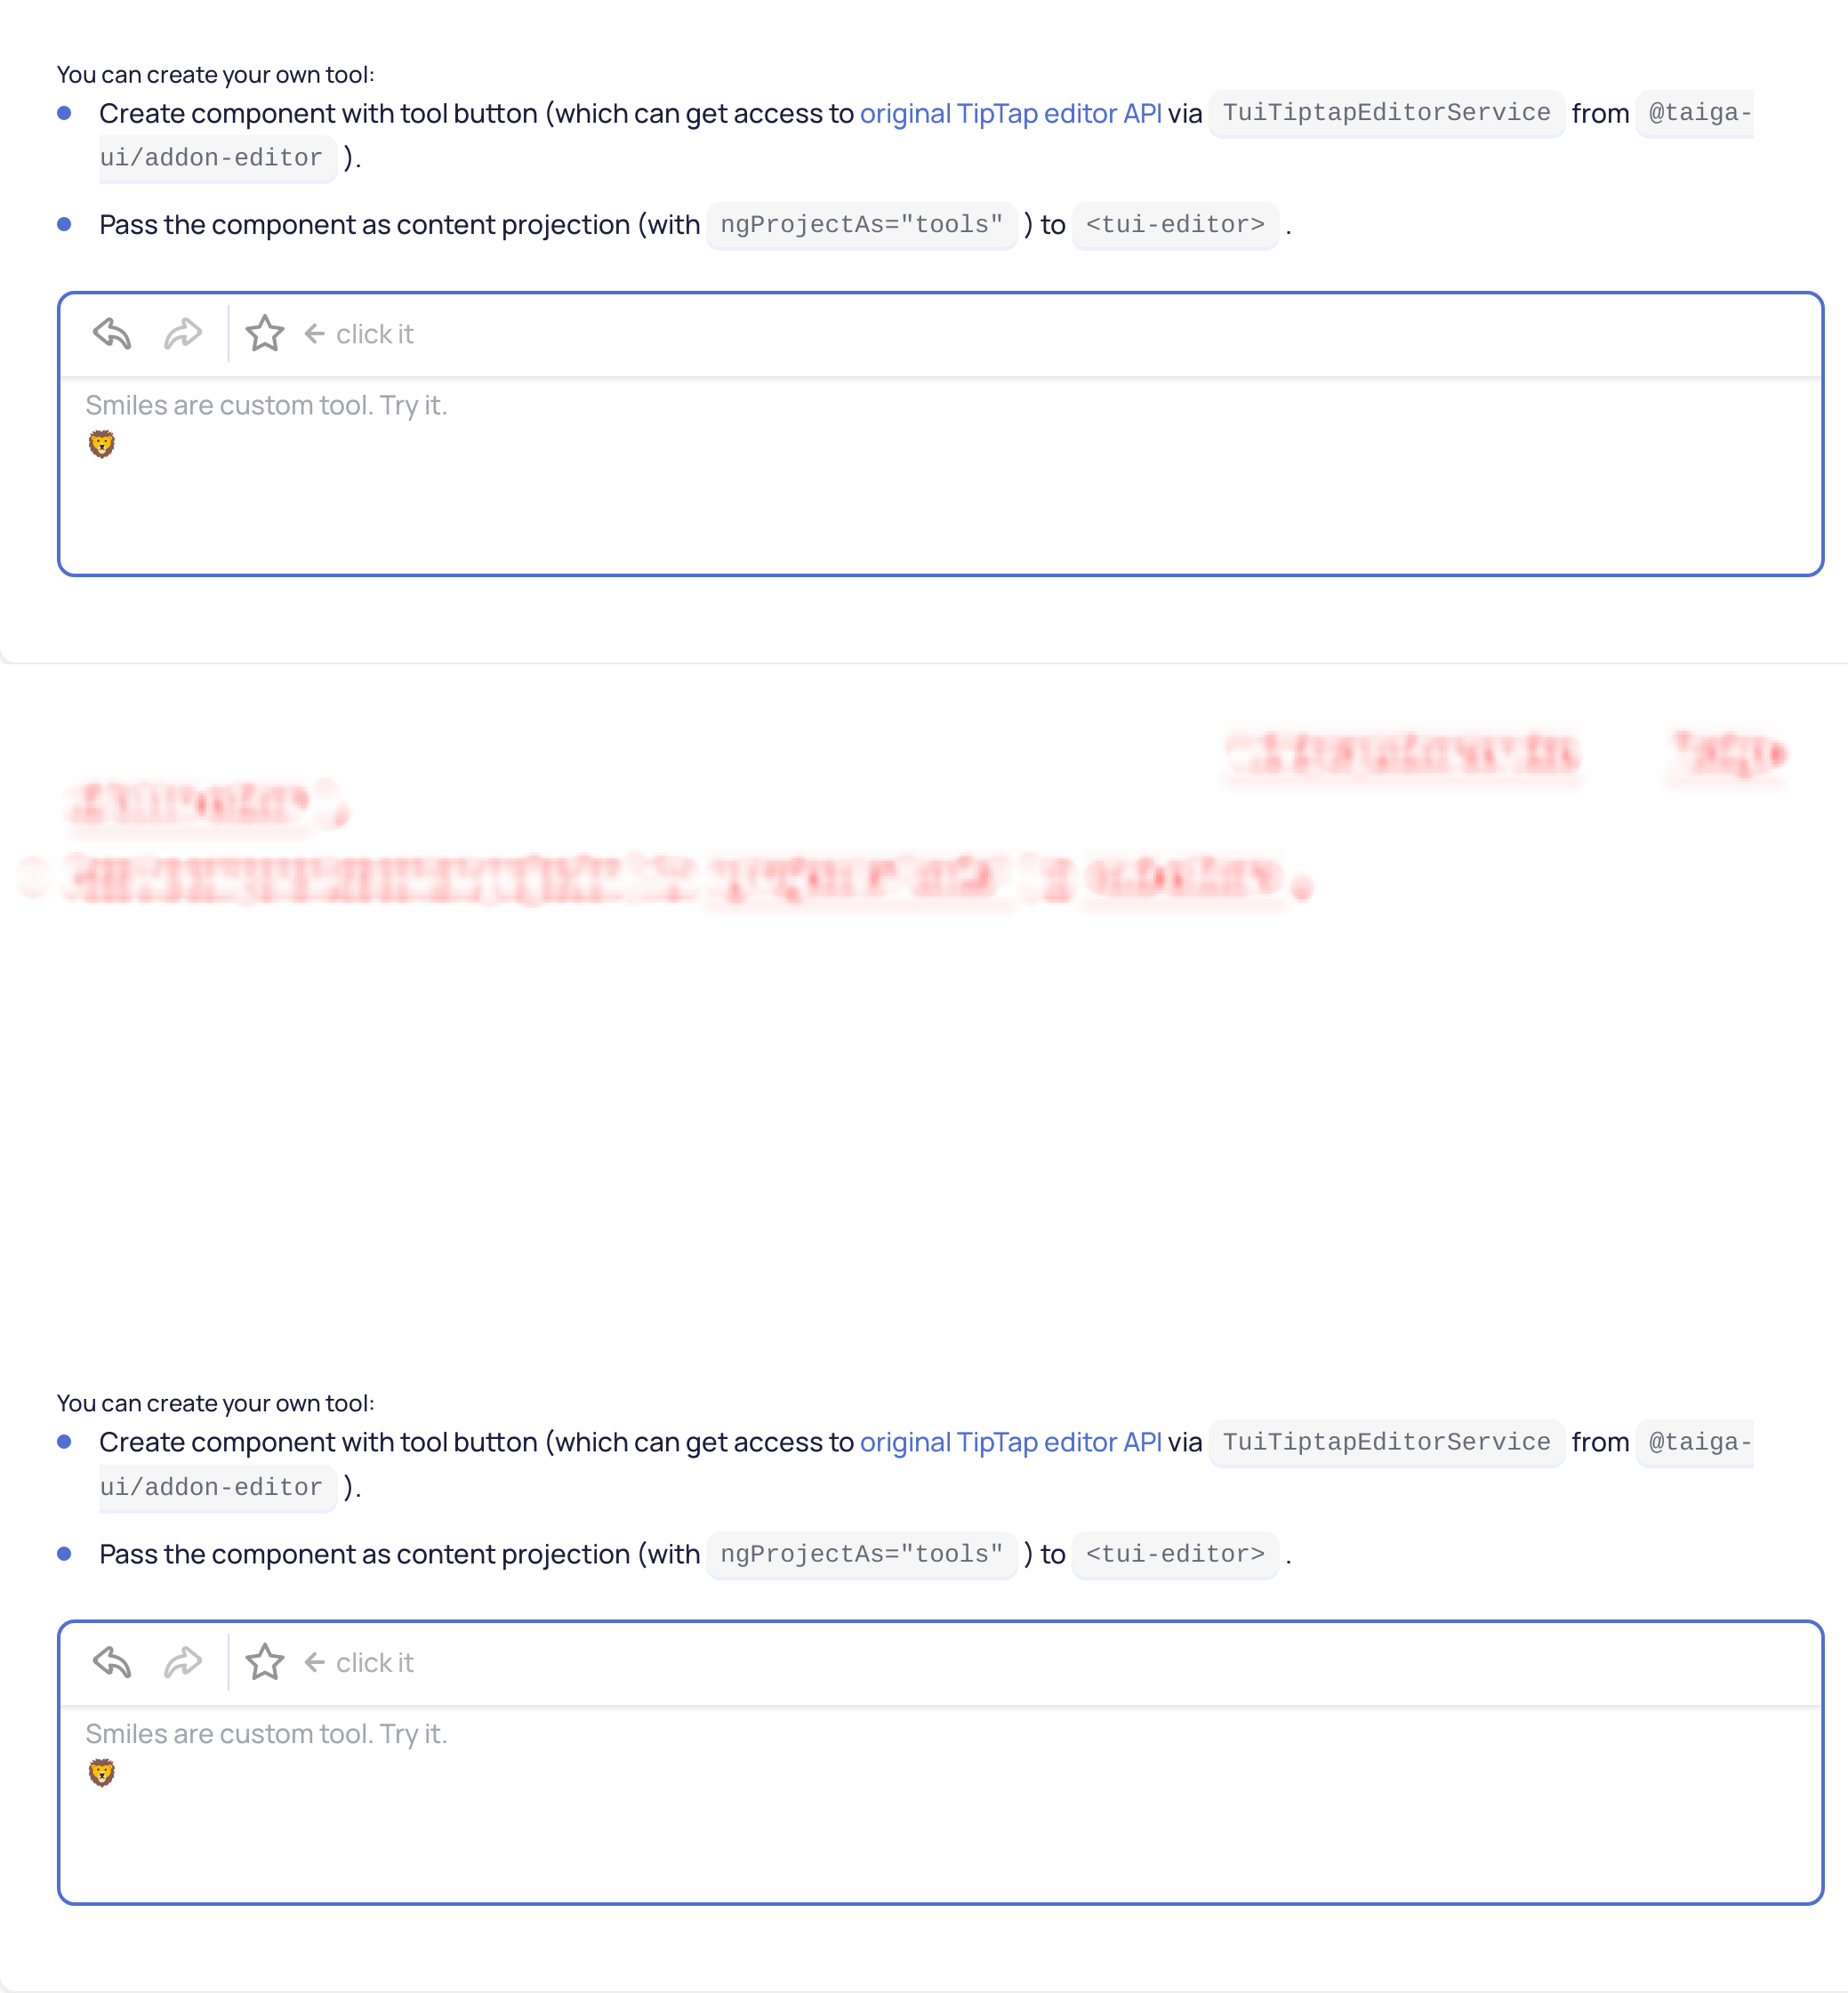 You can create your own tool:
Create component with tool button (which can get access to original TipTap editor API via TuiTiptapEditorService from @taiga-
ui/addon-editor ).
Pass the component as content projection (with ngProjectAs="tools" ) to <tui-editor> .
click it
Smiles are custom tool. Try it.
You can create your own tool:
Create component with tool button (which can get access to original TipTap editor API via TuiTiptapEditorService from @taiga-
ui/addon-editor ).
Pass the component as content projection (with ngProjectAs="tools" ) to <tui-editor> .
click it
Smiles are custom tool. Try it.